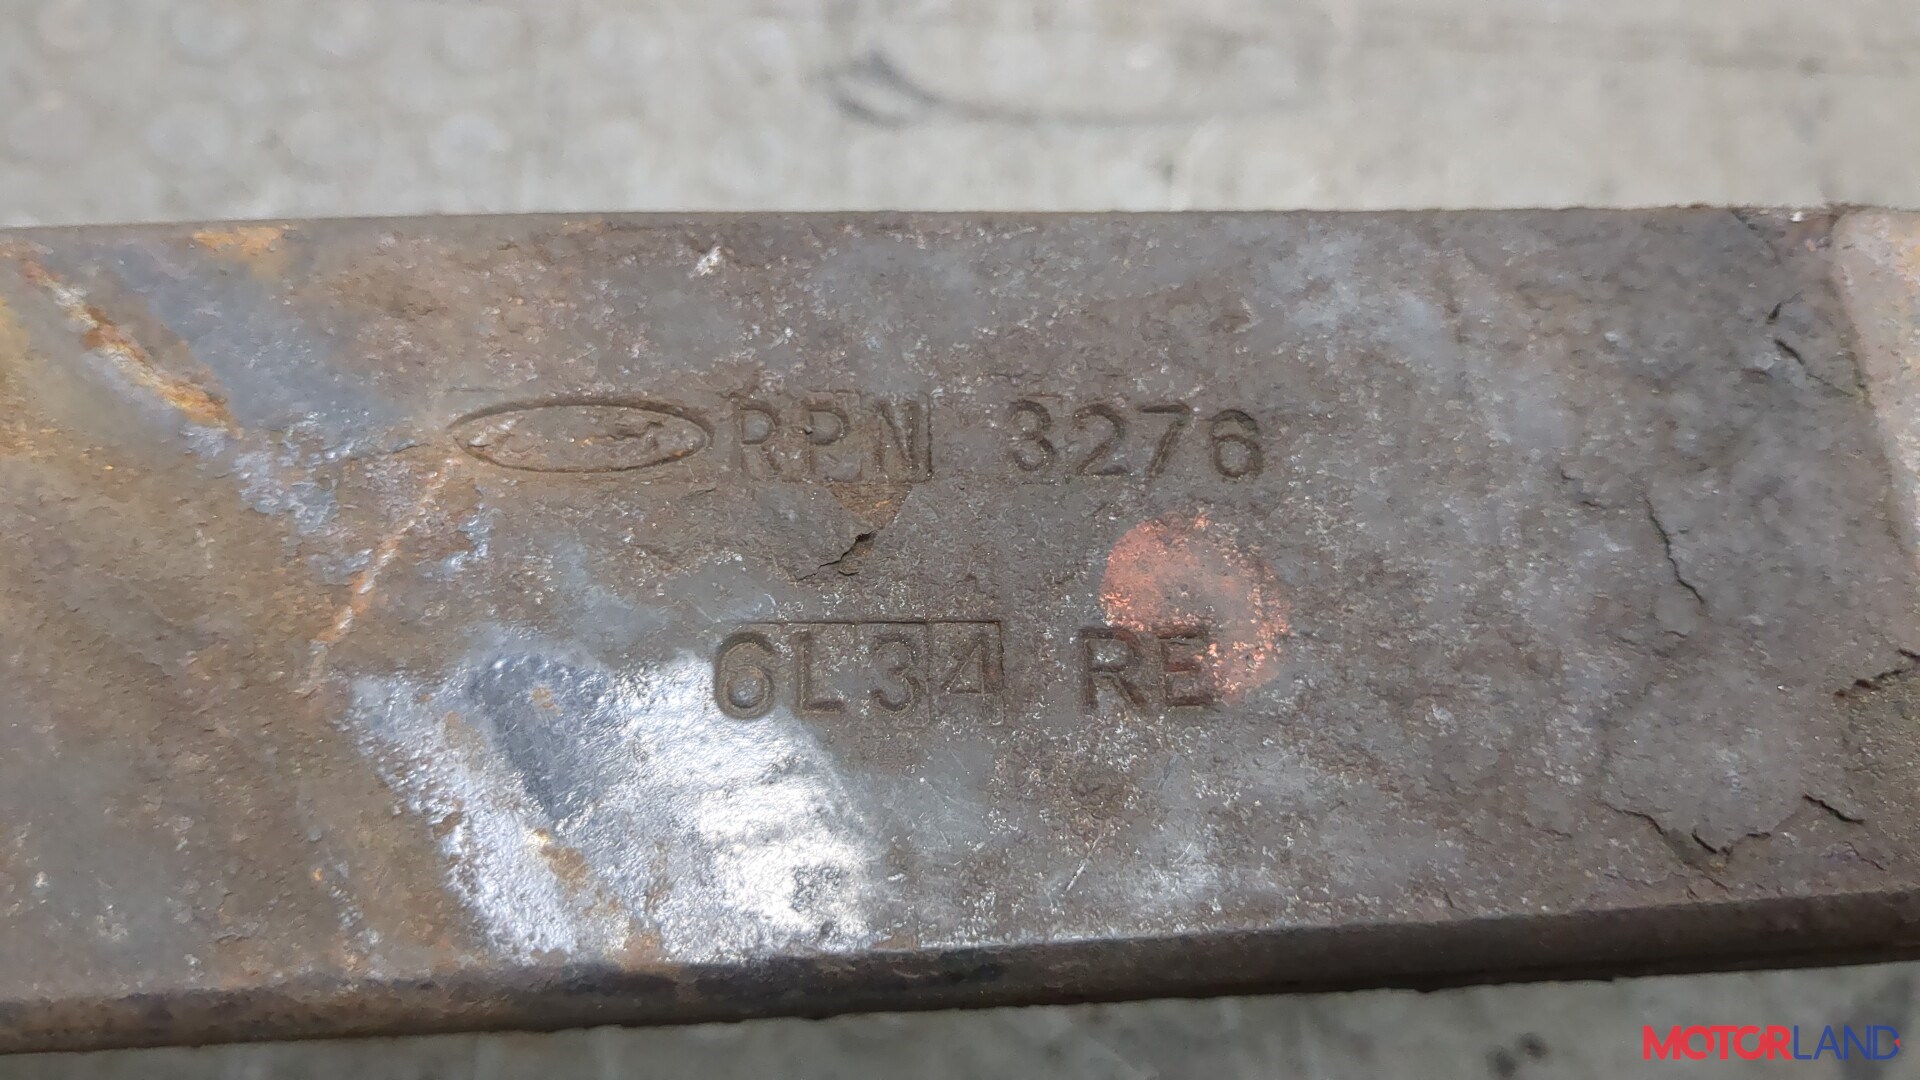 RPN 3276
6L34 RE
MOTORLAND